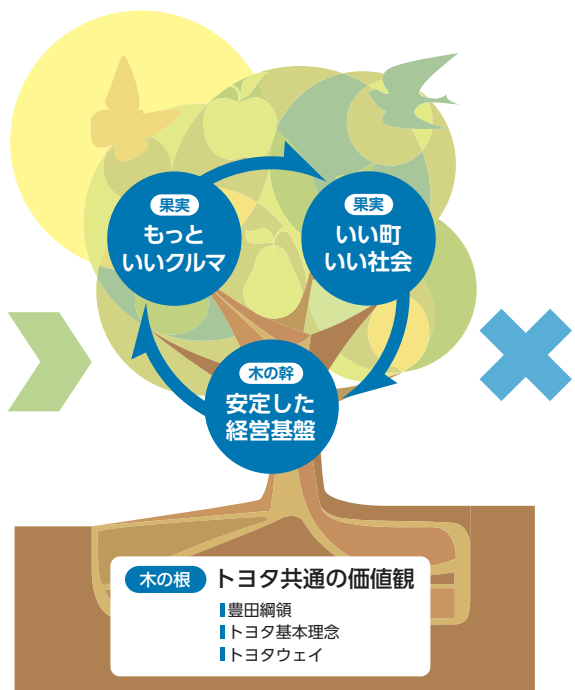 果実
もっと
いいクルマ
果実
いい町
いい社会
木の幹
安定した
経営基盤
木の根 トヨタ共通の価値観
豊田綱領
トヨタ基本理念
トヨタウェイ